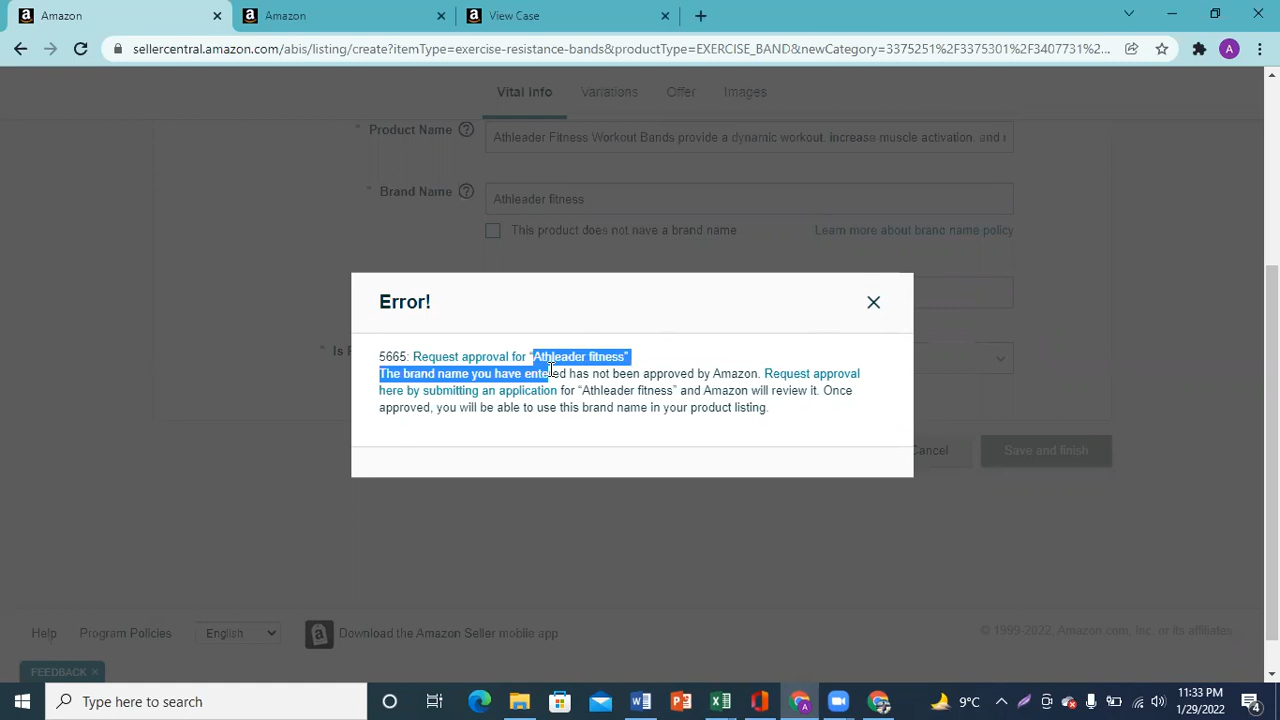 Amazon
Amazon
View Case
sellercentral.amazon.com/abis/listing/create?itemType=exercise-resistance-bands&productType=EXERCISE_BAND&newCategory=3375251%2F3375301%2F3407731%2F...
A
Vital Info Variations Offer Images
* Product Name
Athleader Fitness Workout Bands provide a dynamic workout, increase muscle activation, and
* Brand Name
Athleader fitness
This product does not have a brand name Learn more about brand name policy
Error!
5665: Request approval for "Athleader fitness"
* Is
The brand name you have entered has not been approved by Amazon. Request approval
here by submitting an application for "Athleader fitness" and Amazon will review it. Once
approved, you will be able to use this brand name in your product listing.
Cancel Save and finish
Help Program Policies English Download the Amazon Seller mobile app © 1999-2022, Amazon.com, Inc. or its affiliates
FEEDBACK
Type here to search
9°C
11:33 PM
1/29/2022
4